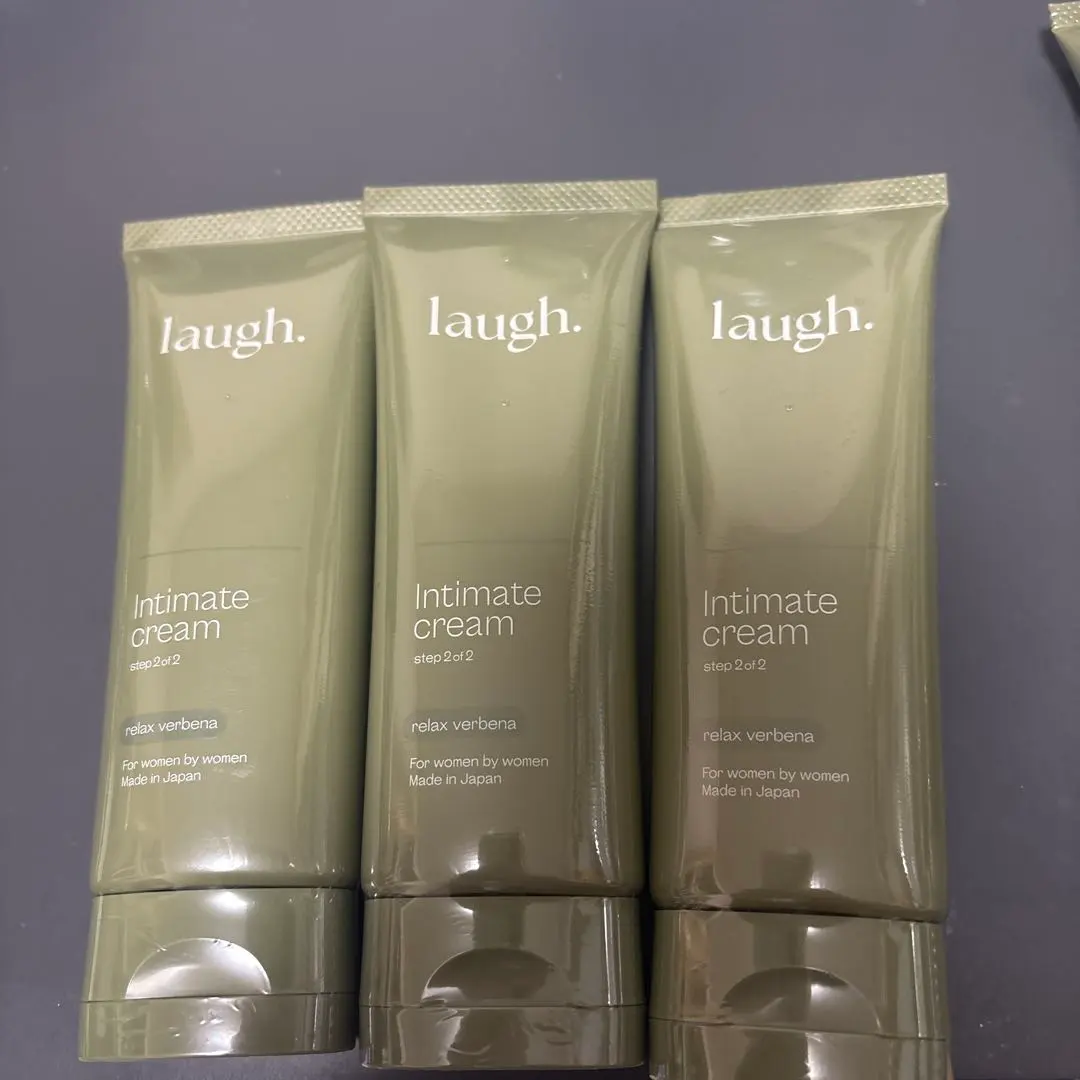 laugh.
Intimate
cream
step 2 of 2
relax verbena
For women by women
Made in Japan
laugh.
Intimate
cream
step 2 of 2
relax verbena
For women by women
Made in Japan
laugh.
Intimate
cream
step 2 of 2
relax verbena
For women by women
Made in Japan